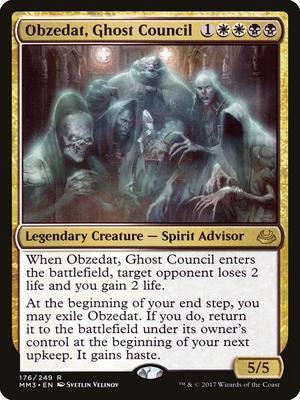 Obzedat, Ghost Council 1
Legendary Creature — Spirit Advisor
When Obzedat, Ghost Council enters
the battlefield, target opponent loses 2
life and you gain 2 life.
At the beginning of your end step, you
may exile Obzedat. If you do, return
it to the battlefield under its owner's
control at the beginning of your next
upkeep. It gains haste.
5/5
176/249 R
MM3 • EN Svetlin Velinov
™ & © 2017 Wizards of the Coast